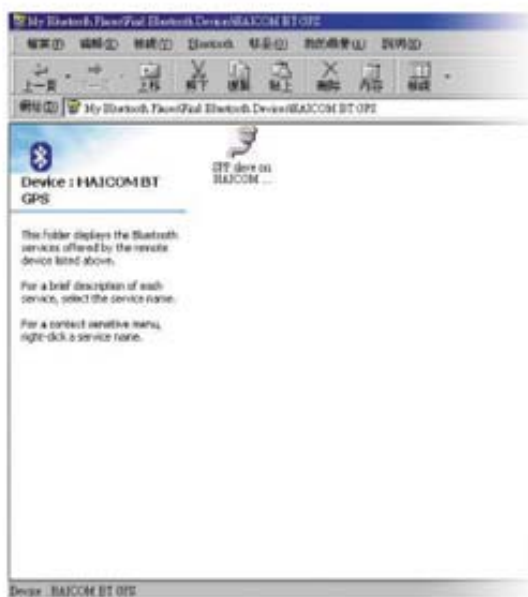 My Bluetooth Places\Find Bluetooth Devices\HAICOM BT GPS
檔案(F) 編輯(E) 檢視(V) Bluetooth 移至(G) 我的最愛(A) 說明(H)
上一頁 上移 剪下 複製 貼上 刪除 內容 檢視
網址(D) My Bluetooth Places\Find Bluetooth Devices\HAICOM BT GPS
Device : HAICOM BT
GPS
SPP slave on
HAICOM ...
This folder displays the Bluetooth
services offered by the remote
device listed above.
For a brief description of each
service, select the service name.
For a context sensitive menu,
right-click a service name.
Device : HAICOM BT GPS